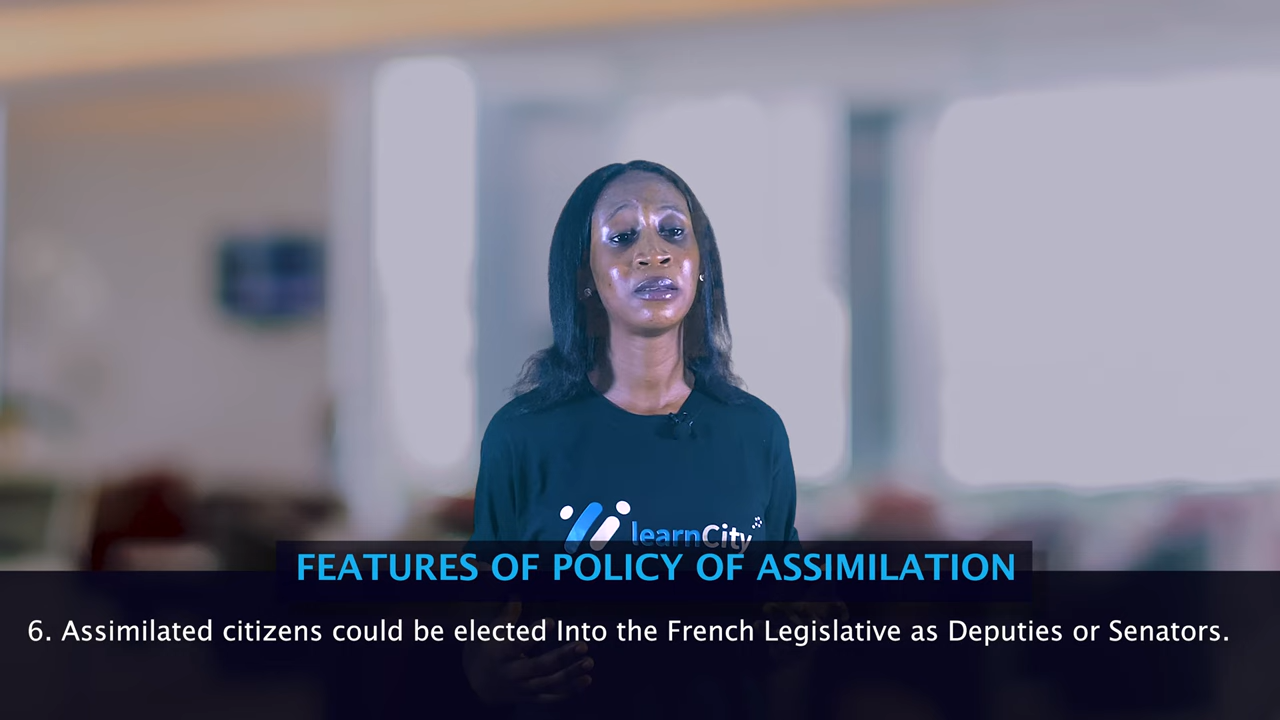 learnCity
FEATURES OF POLICY OF ASSIMILATION
6. Assimilated citizens could be elected Into the French Legislative as Deputies or Senators.